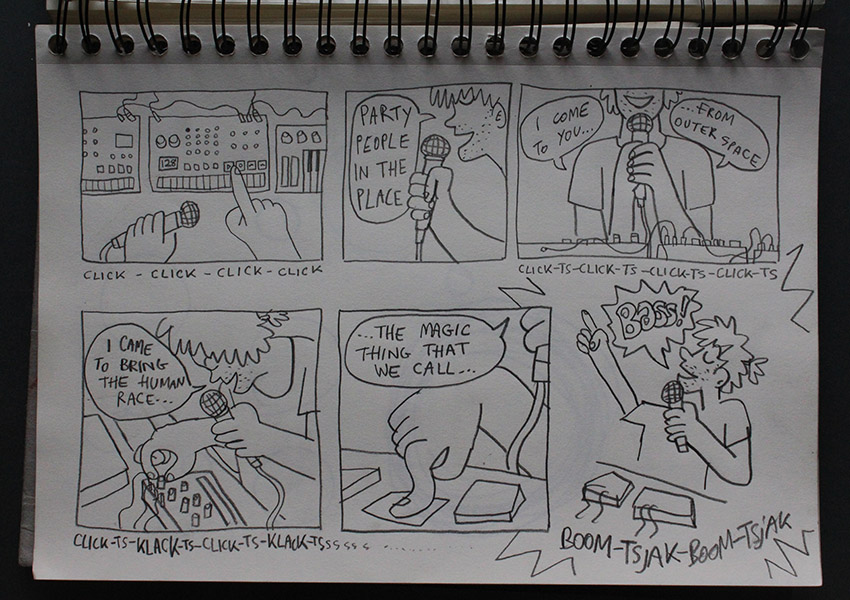 128
CLICK - CLICK - CLICK - CLICK
PARTY
PEOPLE
IN THE
PLACE
I COME
TO YOU...
...FROM
OUTER SPACE
CLICK-TS-CLICK-TS-CLICK-TS-CLICK-TS
I CAME
TO BRING
THE HUMAN
RACE...
CLICK-TS-KLACK-TS-CLICK-TS-KLACK-TSssss
...THE MAGIC
THING THAT
WE CALL...
Bass!
BOOM-TSJAK-BOOM-TSJAK